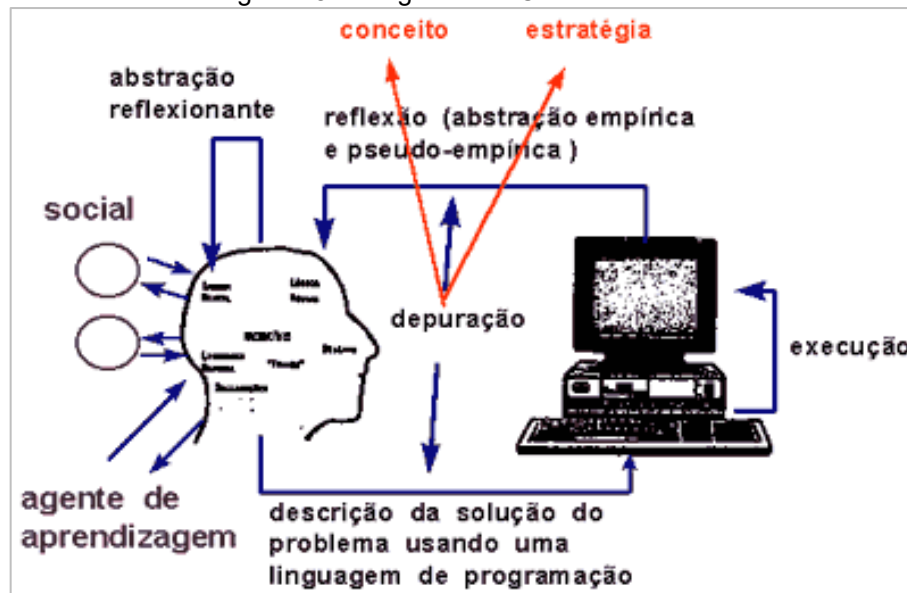 conceito
estratégia
abstração
reflexionante
reflexão (abstração empírica
e pseudo-empírica )
social
depuração
execução
agente de
aprendizagem
descrição da solução do
problema usando uma
linguagem de programação